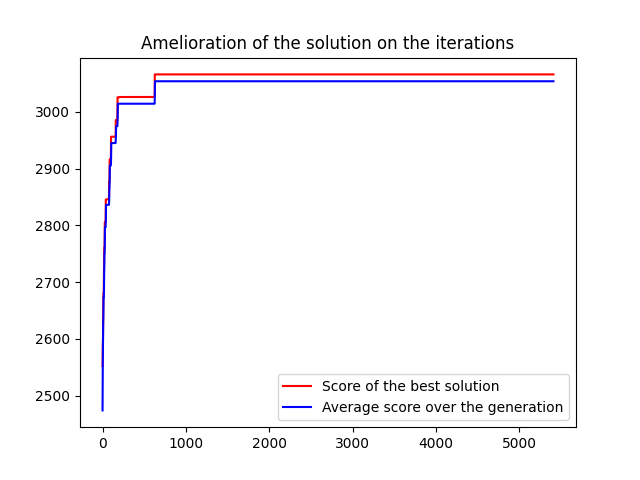 Amelioration of the solution on the iterations
3000
2900
2800
2700
2600
2500
Score of the best solution
Average score over the generation
0 1000 2000 3000 4000 5000